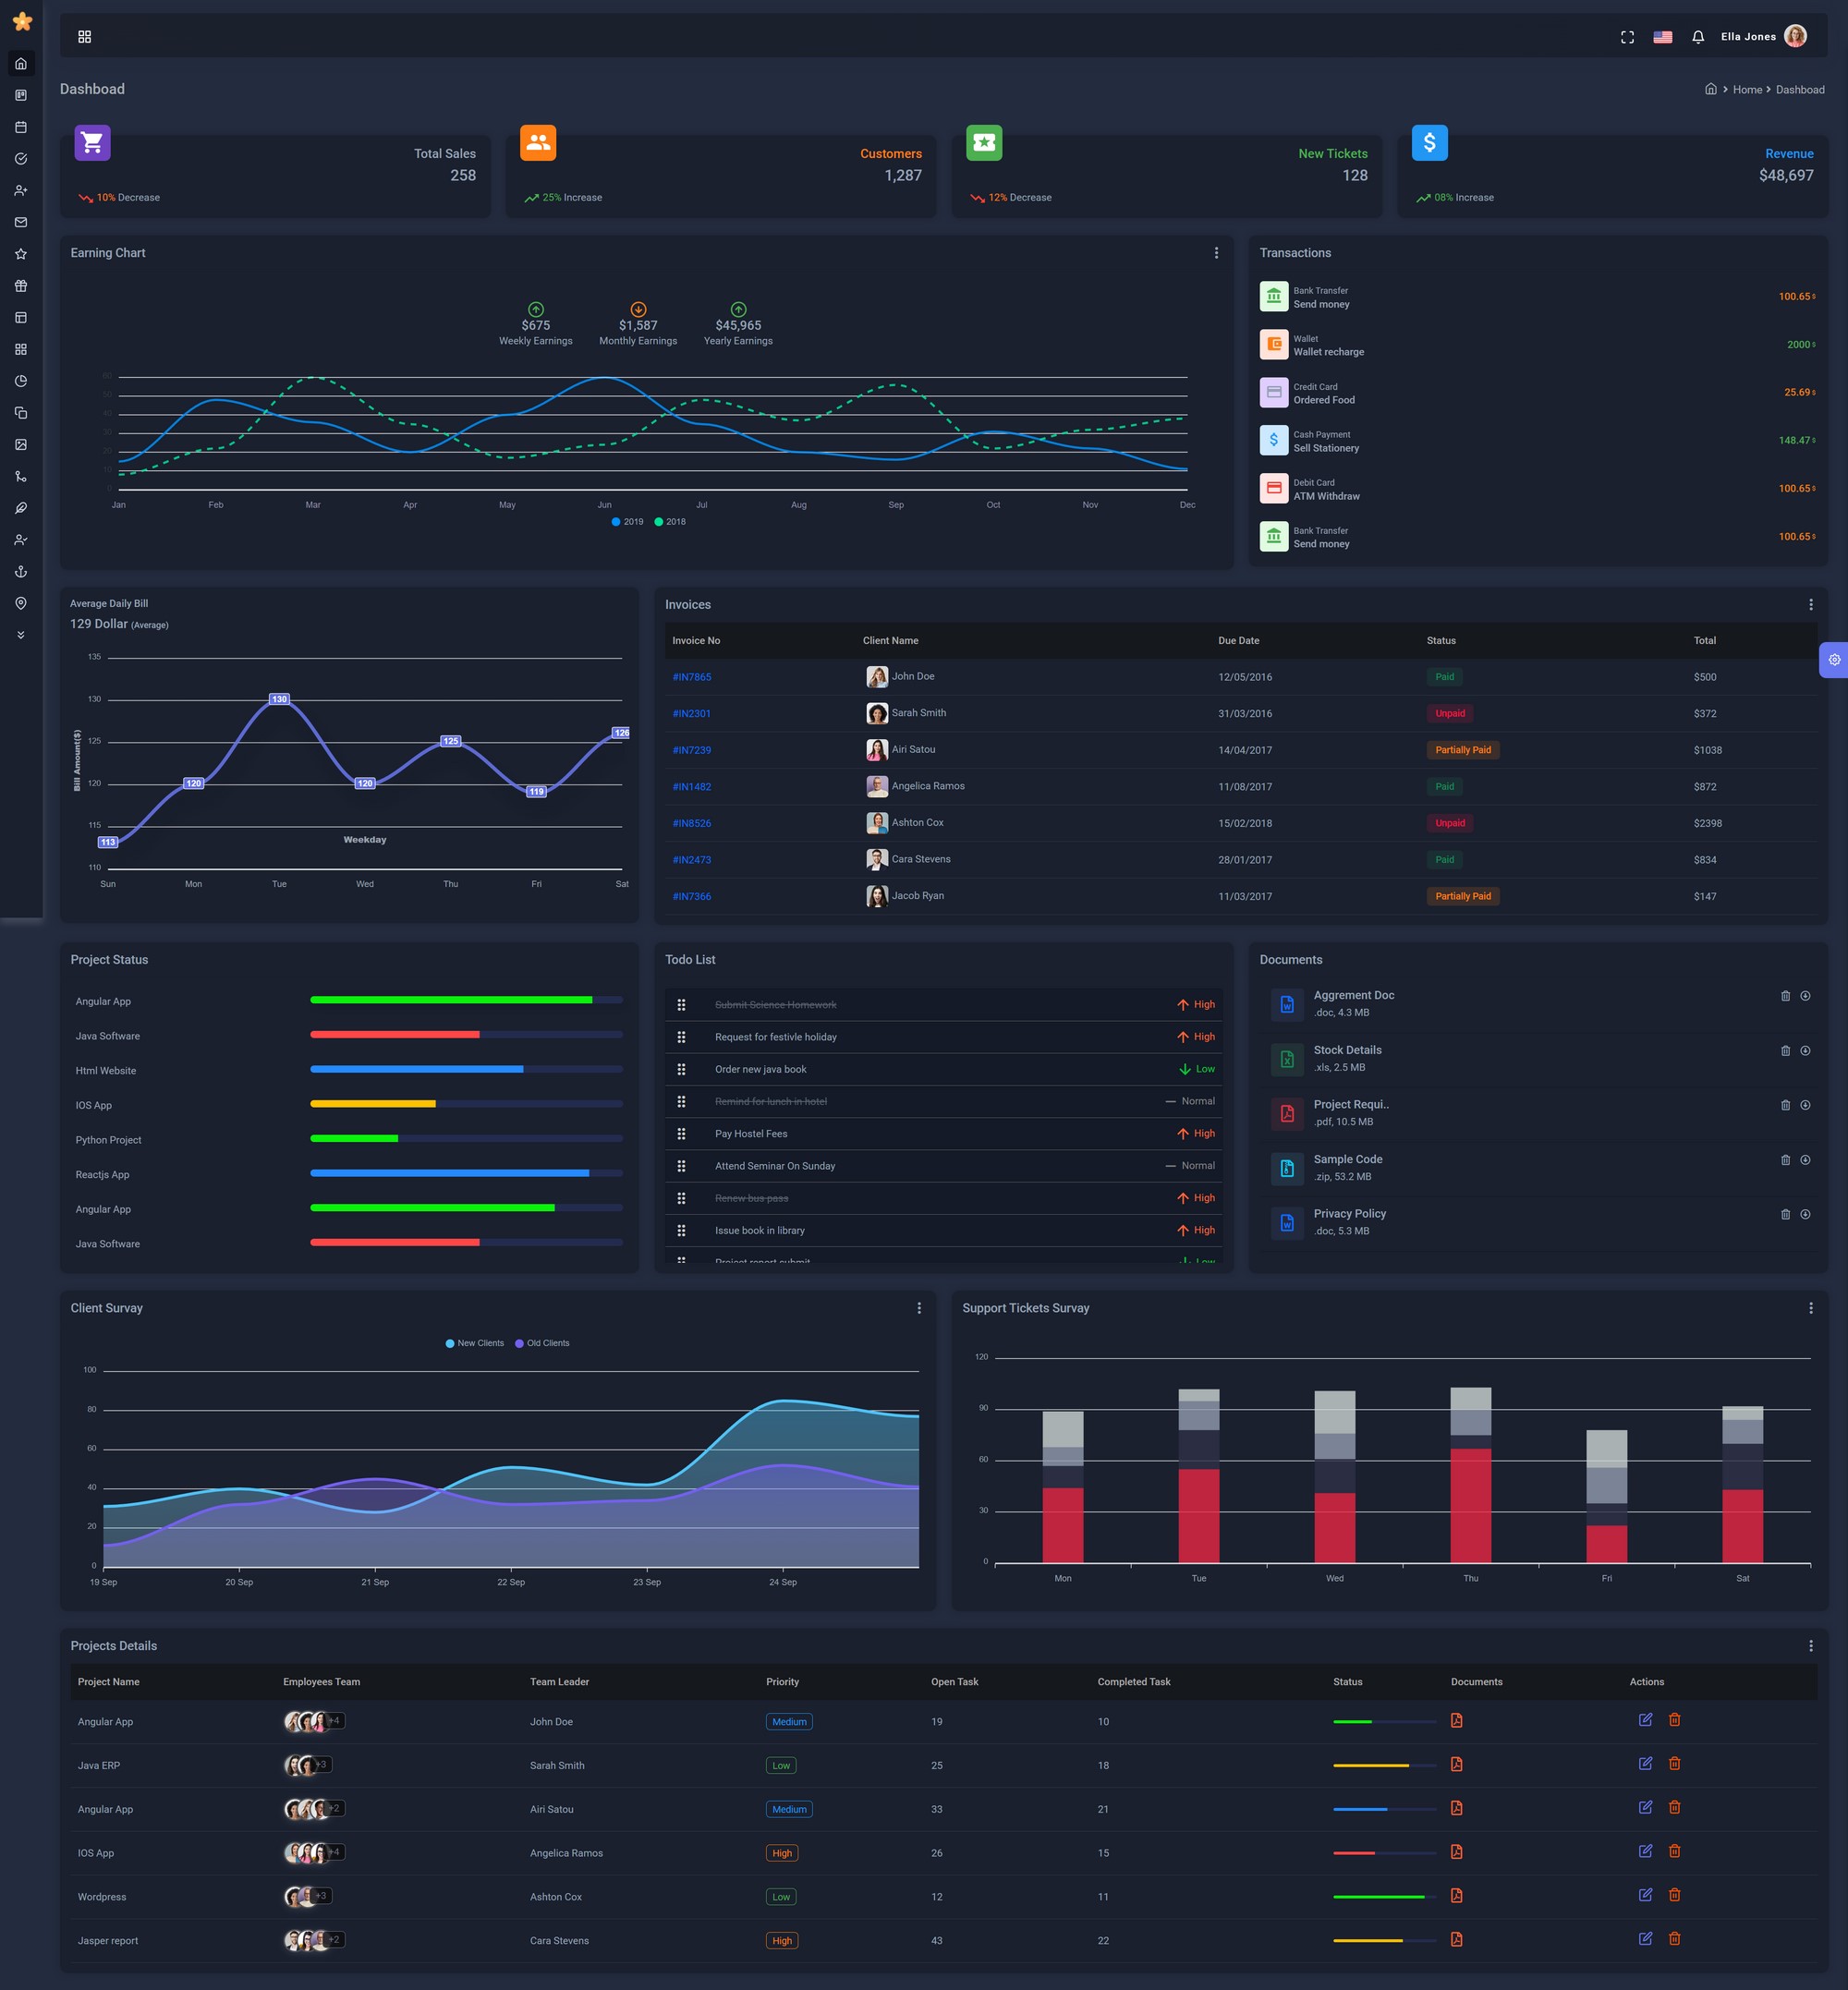 Ella Jones
Dashboad
Home
Dashboad
Total Sales
258
10% Decrease
Customers
1,287
25% Increase
New Tickets
128
12% Decrease
Revenue
$48,697
08% Increase
Earning Chart
$675
Weekly Earnings
$1,587
Monthly Earnings
$45,965
Yearly Earnings
60
50
40
30
20
10
0
Jan Feb Mar Apr May Jun Jul Aug Sep Oct Nov Dec
2019 2018
Transactions
Bank Transfer
Send money
100.65 $
Wallet
Wallet recharge
2000 $
Credit Card
Ordered Food
25.69 $
Cash Payment
Sell Stationery
148.47 $
Debit Card
ATM Withdraw
100.65 $
Bank Transfer
Send money
100.65 $
Average Daily Bill
129 Dollar (Average)
Bill Amount($)
135
130
125
120
115
110
113
120
130
120
125
119
126
Weekday
Sun Mon Tue Wed Thu Fri Sat
Invoices
Invoice No Client Name Due Date Status Total
#IN7865 John Doe 12/05/2016 Paid $500
#IN2301 Sarah Smith 31/03/2016 Unpaid $372
#IN7239 Airi Satou 14/04/2017 Partially Paid $1038
#IN1482 Angelica Ramos 11/08/2017 Paid $872
#IN8526 Ashton Cox 15/02/2018 Unpaid $2398
#IN2473 Cara Stevens 28/01/2017 Paid $834
#IN7366 Jacob Ryan 11/03/2017 Partially Paid $147
Project Status
Angular App
Java Software
Html Website
IOS App
Python Project
Reactjs App
Angular App
Java Software
Todo List
Submit Science Homework High
Request for festivle holiday High
Order new java book Low
Remind for lunch in hotel Normal
Pay Hostel Fees High
Attend Seminar On Sunday Normal
Renew bus pass High
Issue book in library High
Project report submit Low
Documents
Aggrement Doc
.doc, 4.3 MB
Stock Details
.xls, 2.5 MB
Project Requi..
.pdf, 10.5 MB
Sample Code
.zip, 53.2 MB
Privacy Policy
.doc, 5.3 MB
Client Survay
New Clients Old Clients
100
80
60
40
20
0
19 Sep 20 Sep 21 Sep 22 Sep 23 Sep 24 Sep
Support Tickets Survay
120
90
60
30
0
Mon Tue Wed Thu Fri Sat
Projects Details
Project Name Employees Team Team Leader Priority Open Task Completed Task Status Documents Actions
Angular App +4 John Doe Medium 19 10
Java ERP +3 Sarah Smith Low 25 18
Angular App +2 Airi Satou Medium 33 21
IOS App +4 Angelica Ramos High 26 15
Wordpress +3 Ashton Cox Low 12 11
Jasper report +2 Cara Stevens High 43 22